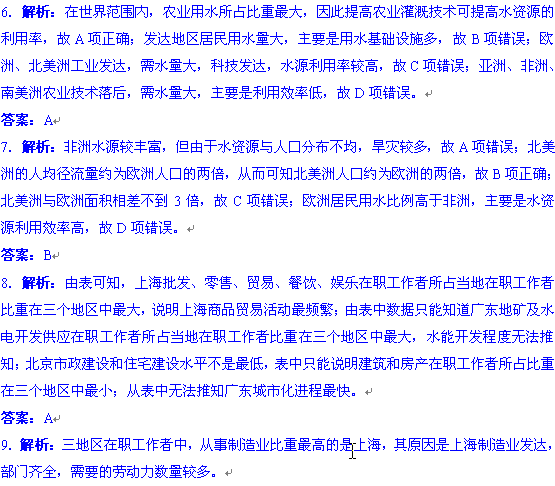 6. 解析：在世界范围内，农业用水所占比重最大，因此提高农业灌溉技术可提高水资源的
利用率，故 A 项正确；发达地区居民用水量大，主要是用水基础设施多，故 B 项错误；欧
洲、北美洲工业发达，需水量大，科技发达，水源利用率较高，故 C 项错误；亚洲、非洲、
南美洲农业技术落后，需水量大，主要是利用效率低，故 D 项错误。
答案：A
7. 解析：非洲水源较丰富，但由于水资源与人口分布不均，旱灾较多，故 A 项错误；北美
洲的人均径流量约为欧洲人口的两倍，从而可知北美洲人口约为欧洲的两倍，故 B 项正确；
北美洲与欧洲面积相差不到 3 倍，故 C 项错误；欧洲居民用水比例高于非洲，主要是水资
源利用效率高，故 D 项错误。
答案：B
8. 解析：由表可知，上海批发、零售、贸易、餐饮、娱乐在职工作者所占当地在职工作者
比重在三个地区中最大，说明上海商品贸易活动最频繁；由表中数据只能知道广东地矿及水
电开发供应在职工作者所占当地在职工作者比重在三个地区中最大，水能开发程度无法推
知；北京市政建设和住宅建设水平不是最低，表中只能说明建筑和房产在职工作者所占比重
在三个地区中最小；从表中无法推知广东城市化进程最快。
答案：A
9. 解析：三地区在职工作者中，从事制造业比重最高的是上海，其原因是上海制造业发达，
部门齐全，需要的劳动力数量较多。